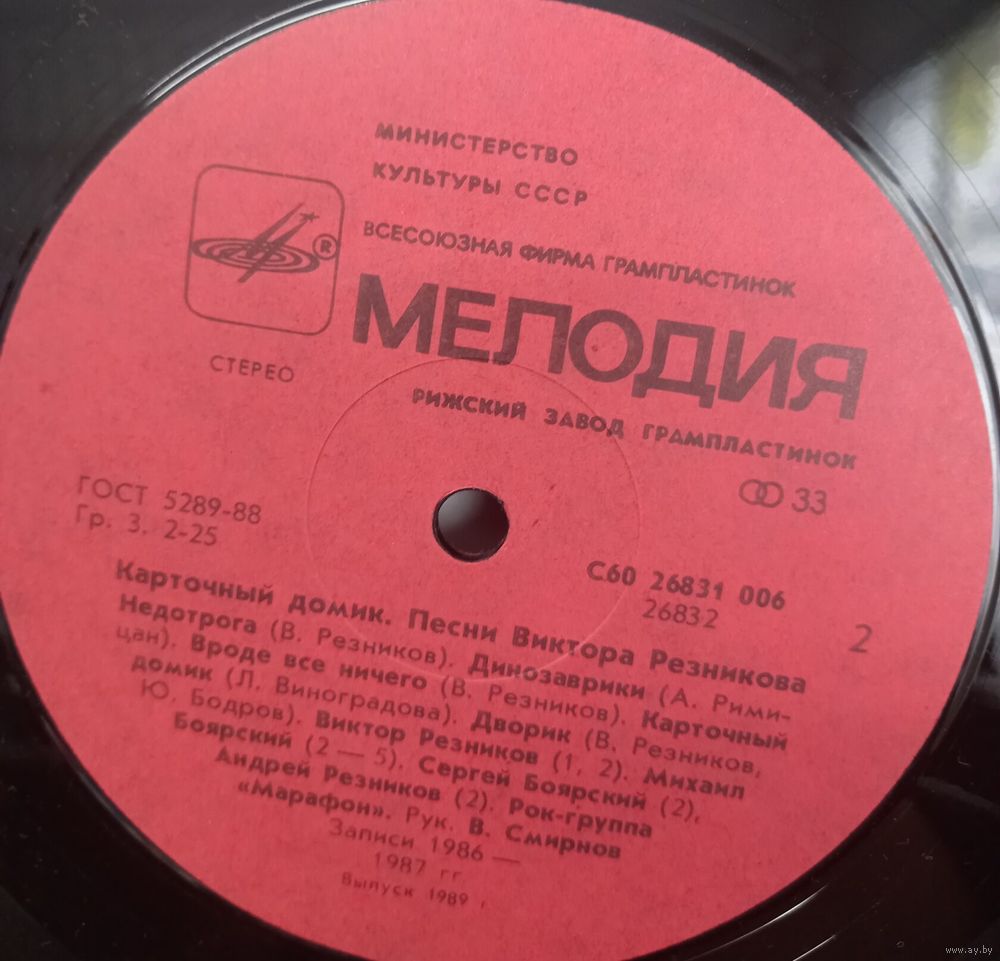 МИНИСТЕРСТВО
КУЛЬТУРЫ СССР
ВСЕСОЮЗНАЯ ФИРМА ГРАМПЛАСТИНОК
®
МЕЛОДИЯ
СТЕРЕО
РИЖСКИЙ ЗАВОД ГРАМПЛАСТИНОК
33
ГОСТ 5289-88
Гр. 3. 2-25
С60 26831 006
26832
2
Карточный домик. Песни Виктора Резникова
Недотрога (В. Резников). Динозаврики (А. Рими-
цан). Вроде все ничего (В. Резников). Карточный
домик (Л. Виноградова). Дворик (В. Резников,
Ю. Бодров). Виктор Резников (1, 2). Михаил
Боярский (2 — 5). Сергей Боярский (2),
Андрей Резников (2). Рок-группа
«Марафон». Рук. В. Смирнов
Записи 1986 —
1987 гг.
Выпуск 1989 г.
www.ay.by